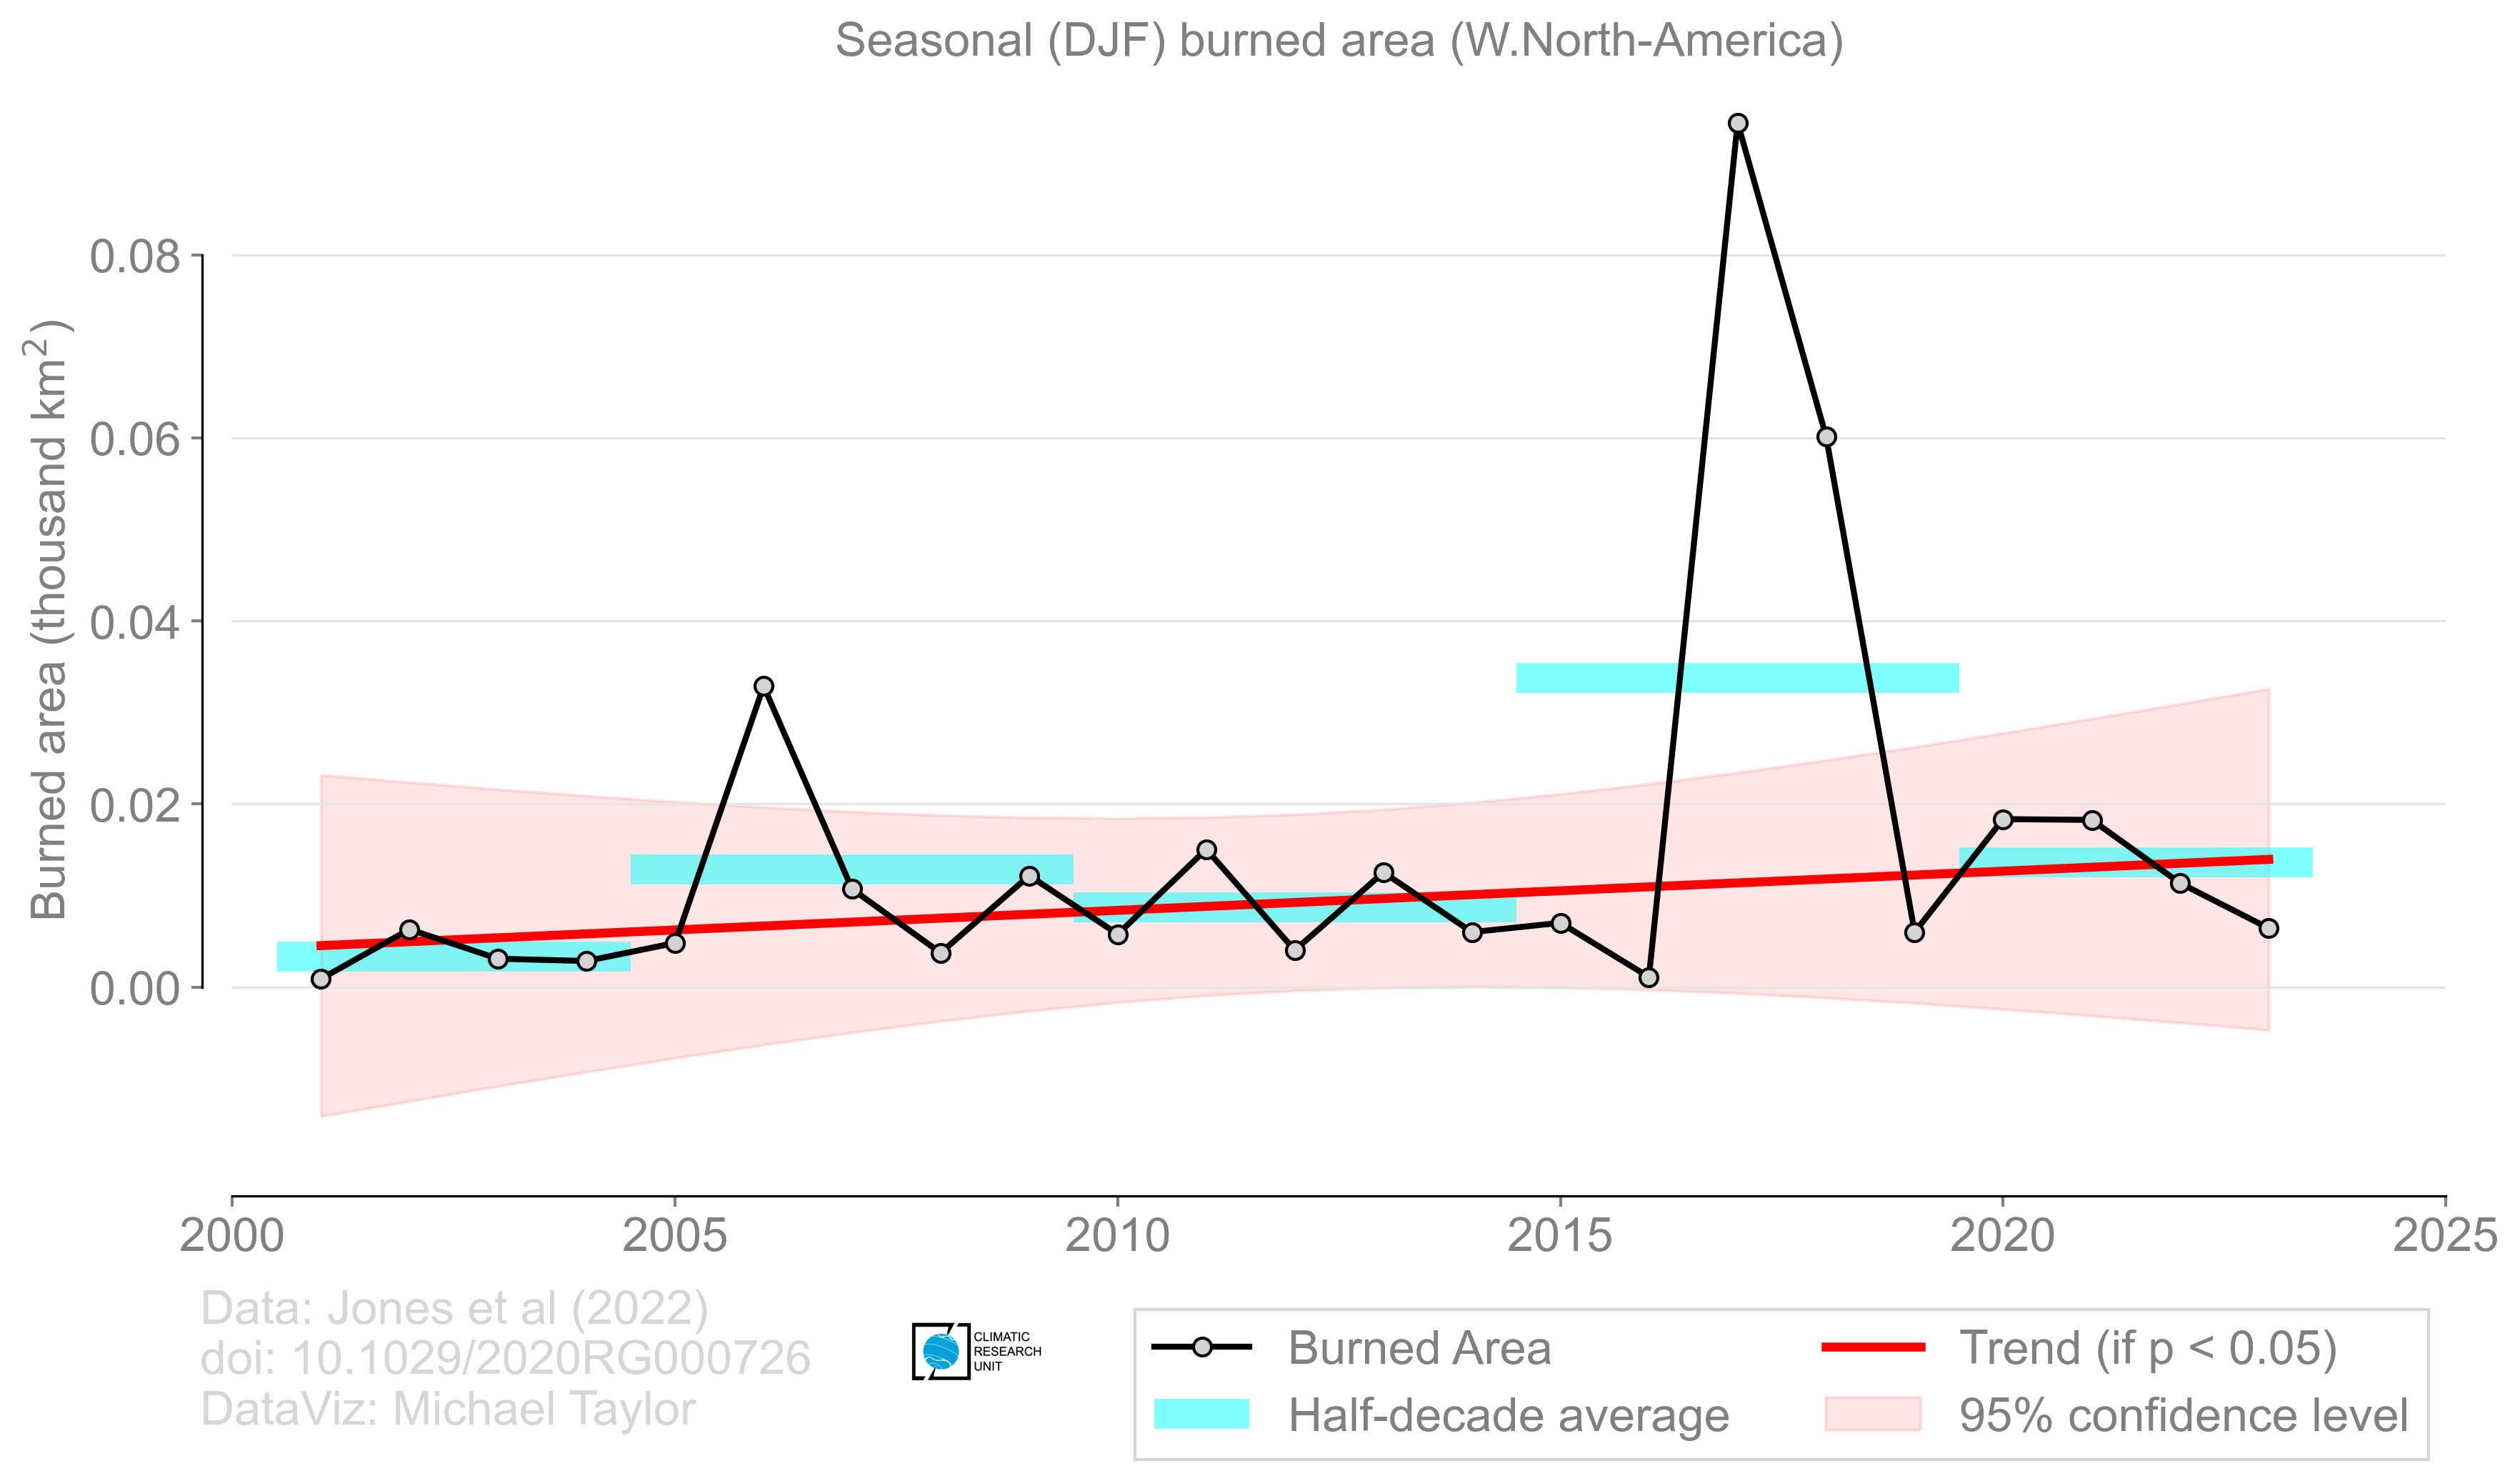 Seasonal (DJF) burned area (W.North-America)
Burned area (thousand km²)
0.08
0.06
0.04
0.02
0.00
2000 2005 2010 2015 2020 2025
Data: Jones et al (2022)
doi: 10.1029/2020RG000726
DataViz: Michael Taylor
CLIMATIC
RESEARCH
UNIT
Burned Area
Half-decade average
Trend (if p < 0.05)
95% confidence level